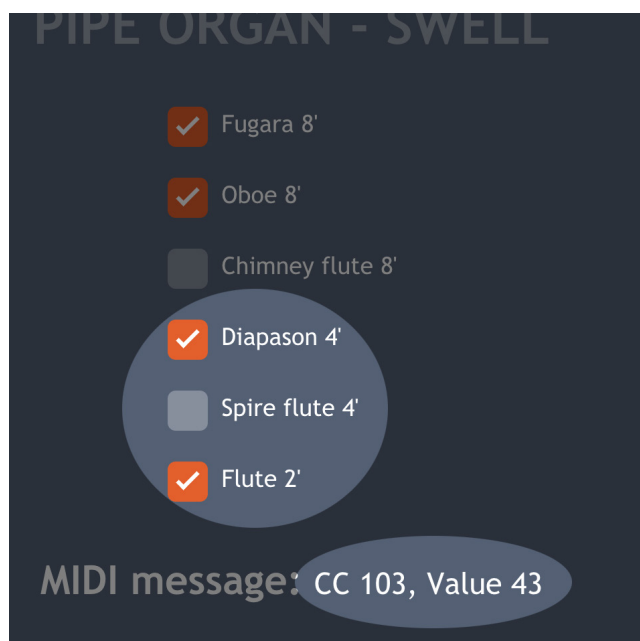 PIPE ORGAN - SWELL
Fugara 8'
Oboe 8'
Chimney flute 8'
Diapason 4'
Spire flute 4'
Flute 2'
MIDI message: CC 103, Value 43